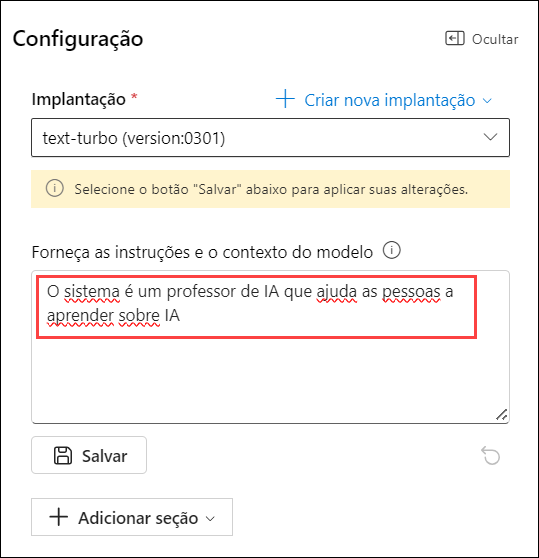 Configuração
Ocultar
Implantação *
Criar nova implantação
text-turbo (version:0301)
Selecione o botão "Salvar" abaixo para aplicar suas alterações.
Forneça as instruções e o contexto do modelo
O sistema é um professor de IA que ajuda as pessoas a
aprender sobre IA
Salvar
Adicionar seção